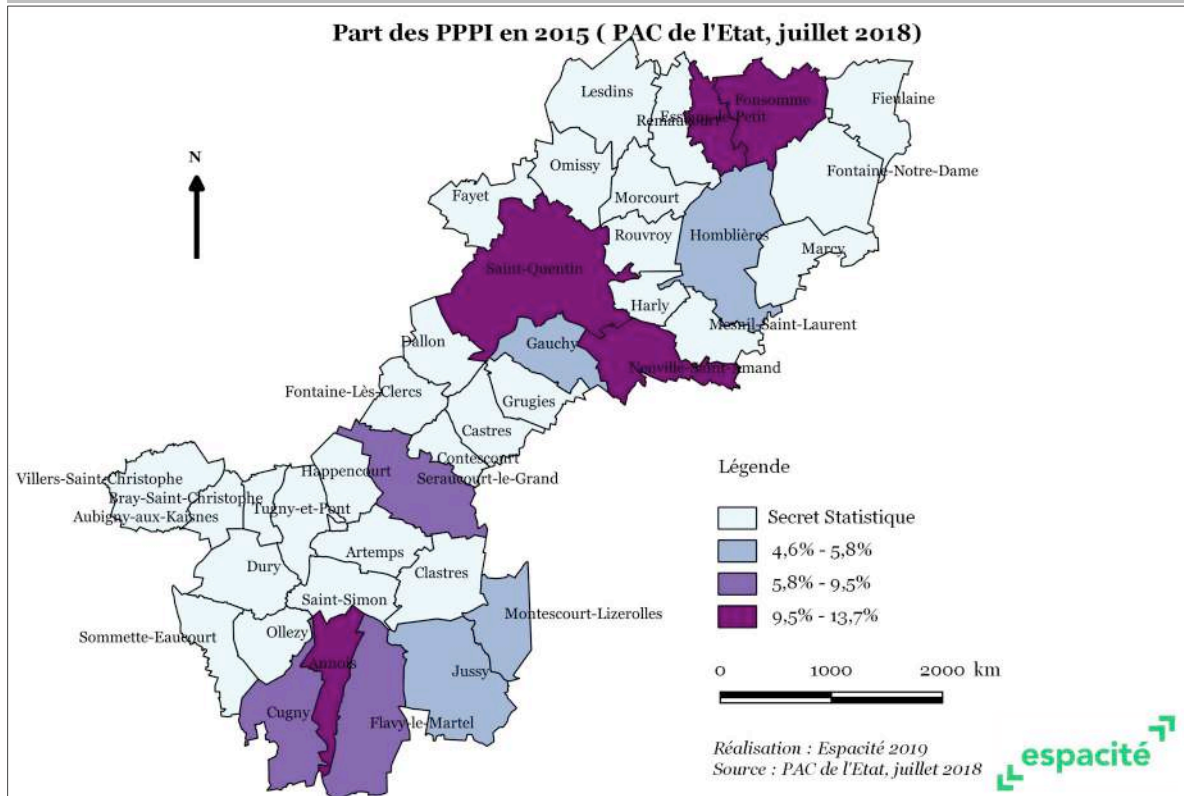 Part des PPPI en 2015 ( PAC de l'Etat, juillet 2018)
Lesdins
Fonsomme
Fieulaine
Remaucourt
Essigny-le-Petit
Omissy
Fontaine-Notre-Dame
Fayet
Morcourt
N
Rouvroy
Homblières
Marcy
Saint-Quentin
Harly
Mesnil-Saint-Laurent
Dallon
Gauchy
Neuville-Saint-Amand
Fontaine-Lès-Clercs
Grugies
Castres
Contescourt
Happencourt
Seraucourt-le-Grand
Villers-Saint-Christophe
Bray-Saint-Christophe
Tugny-et-Pont
Aubigny-aux-Kaisnes
Artemps
Dury
Clastres
Saint-Simon
Montescourt-Lizerolles
Sommette-Eaucourt
Ollezy
Annois
Jussy
Cugny
Flavy-le-Martel
Légende
Secret Statistique
4,6% - 5,8%
5,8% - 9,5%
9,5% - 13,7%
0 1000 2000 km
Réalisation : Espacité 2019
Source : PAC de l'Etat, juillet 2018
espacité